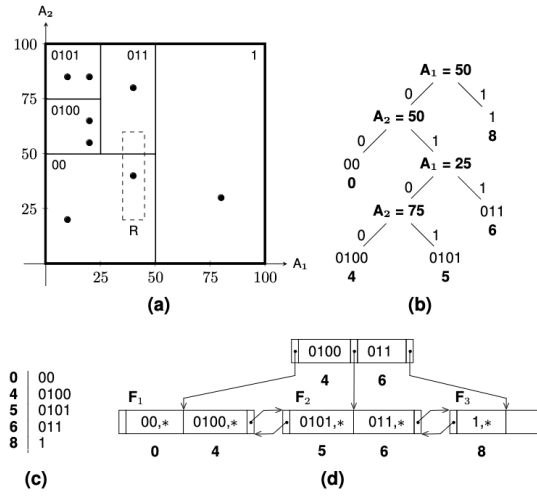 A2
100
0101
011
1
75
0100
50
00
25
R
25
50
75
100
A1
(a)
A1 = 50
0
1
A2 = 50
1
8
0
1
00
0
A1 = 25
0
1
A2 = 75
011
6
0
1
0100
0101
4
5
(b)
0 00
4 0100
5 0101
6 011
8 1
(c)
0100 011
4 6
F1 F2 F3
00,* 0100,* 0101,* 011,* 1,*
0 4 5 6 8
(d)